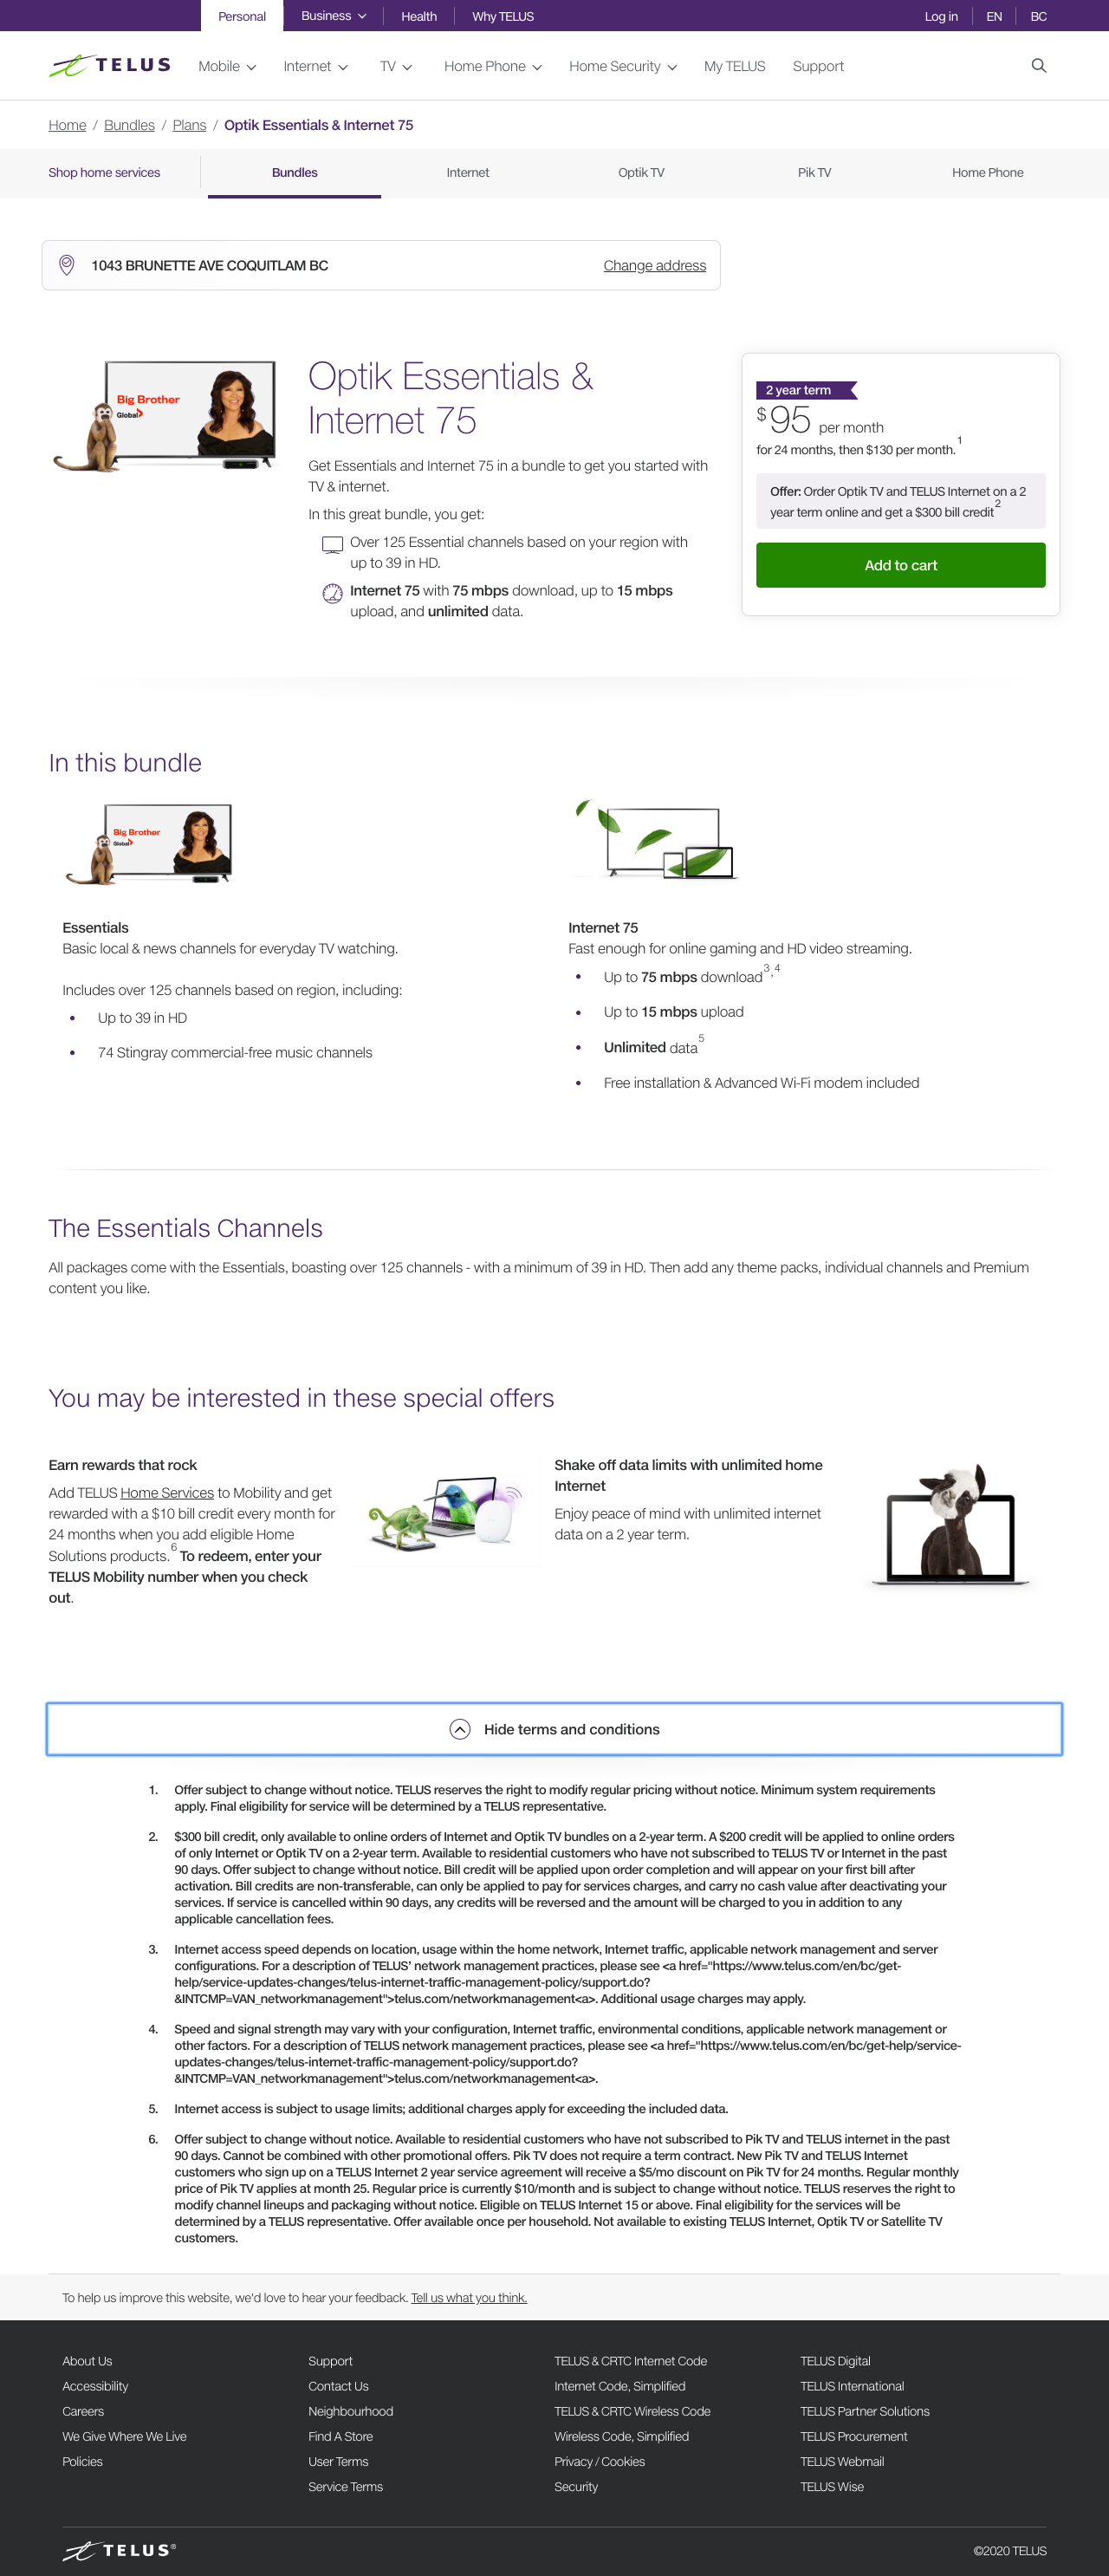 Personal
Business
Health
Why TELUS
Log in
EN
BC
TELUS
Mobile
Internet
TV
Home Phone
Home Security
My TELUS
Support
Home / Bundles / Plans / Optik Essentials & Internet 75
Shop home services
Bundles
Internet
Optik TV
Pik TV
Home Phone
1043 BRUNETTE AVE COQUITLAM BC
Change address
Big Brother
Global
Optik Essentials &
Internet 75
Get Essentials and Internet 75 in a bundle to get you started with
TV & internet.
In this great bundle, you get:
Over 125 Essential channels based on your region with
up to 39 in HD.
Internet 75 with 75 mbps download, up to 15 mbps
upload, and unlimited data.
2 year term
$95 per month
for 24 months, then $130 per month.1
Offer: Order Optik TV and TELUS Internet on a 2
year term online and get a $300 bill credit2
Add to cart
In this bundle
Big Brother
Global
Essentials
Basic local & news channels for everyday TV watching.
Includes over 125 channels based on region, including:
• Up to 39 in HD
• 74 Stingray commercial-free music channels
Internet 75
Fast enough for online gaming and HD video streaming.
• Up to 75 mbps download3,4
• Up to 15 mbps upload
• Unlimited data5
• Free installation & Advanced Wi-Fi modem included
The Essentials Channels
All packages come with the Essentials, boasting over 125 channels - with a minimum of 39 in HD. Then add any theme packs, individual channels and Premium
content you like.
You may be interested in these special offers
Earn rewards that rock
Add TELUS Home Services to Mobility and get
rewarded with a $10 bill credit every month for
24 months when you add eligible Home
Solutions products.6 To redeem, enter your
TELUS Mobility number when you check
out.
Shake off data limits with unlimited home
Internet
Enjoy peace of mind with unlimited internet
data on a 2 year term.
Hide terms and conditions
1. Offer subject to change without notice. TELUS reserves the right to modify regular pricing without notice. Minimum system requirements
apply. Final eligibility for service will be determined by a TELUS representative.
2. $300 bill credit, only available to online orders of Internet and Optik TV bundles on a 2-year term. A $200 credit will be applied to online orders
of only Internet or Optik TV on a 2-year term. Available to residential customers who have not subscribed to TELUS TV or Internet in the past
90 days. Offer subject to change without notice. Bill credit will be applied upon order completion and will appear on your first bill after
activation. Bill credits are non-transferable, can only be applied to pay for services charges, and carry no cash value after deactivating your
services. If service is cancelled within 90 days, any credits will be reversed and the amount will be charged to you in addition to any
applicable cancellation fees.
3. Internet access speed depends on location, usage within the home network, Internet traffic, applicable network management and server
configurations. For a description of TELUS’ network management practices, please see <a href="https://www.telus.com/en/bc/get-
help/service-updates-changes/telus-internet-traffic-management-policy/support.do?
&INTCMP=VAN_networkmanagement">telus.com/networkmanagement<a>. Additional usage charges may apply.
4. Speed and signal strength may vary with your configuration, Internet traffic, environmental conditions, applicable network management or
other factors. For a description of TELUS network management practices, please see <a href="https://www.telus.com/en/bc/get-help/service-
updates-changes/telus-internet-traffic-management-policy/support.do?
&INTCMP=VAN_networkmanagement">telus.com/networkmanagement<a>.
5. Internet access is subject to usage limits; additional charges apply for exceeding the included data.
6. Offer subject to change without notice. Available to residential customers who have not subscribed to Pik TV and TELUS internet in the past
90 days. Cannot be combined with other promotional offers. Pik TV does not require a term contract. New Pik TV and TELUS Internet
customers who sign up on a TELUS Internet 2 year service agreement will receive a $5/mo discount on Pik TV for 24 months. Regular monthly
price of Pik TV applies at month 25. Regular price is currently $10/month and is subject to change without notice. TELUS reserves the right to
modify channel lineups and packaging without notice. Eligible on TELUS Internet 15 or above. Final eligibility for the services will be
determined by a TELUS representative. Offer available once per household. Not available to existing TELUS Internet, Optik TV or Satellite TV
customers.
To help us improve this website, we'd love to hear your feedback. Tell us what you think.
About Us
Accessibility
Careers
We Give Where We Live
Policies
Support
Contact Us
Neighbourhood
Find A Store
User Terms
Service Terms
TELUS & CRTC Internet Code
Internet Code, Simplified
TELUS & CRTC Wireless Code
Wireless Code, Simplified
Privacy / Cookies
Security
TELUS Digital
TELUS International
TELUS Partner Solutions
TELUS Procurement
TELUS Webmail
TELUS Wise
TELUS®
©2020 TELUS